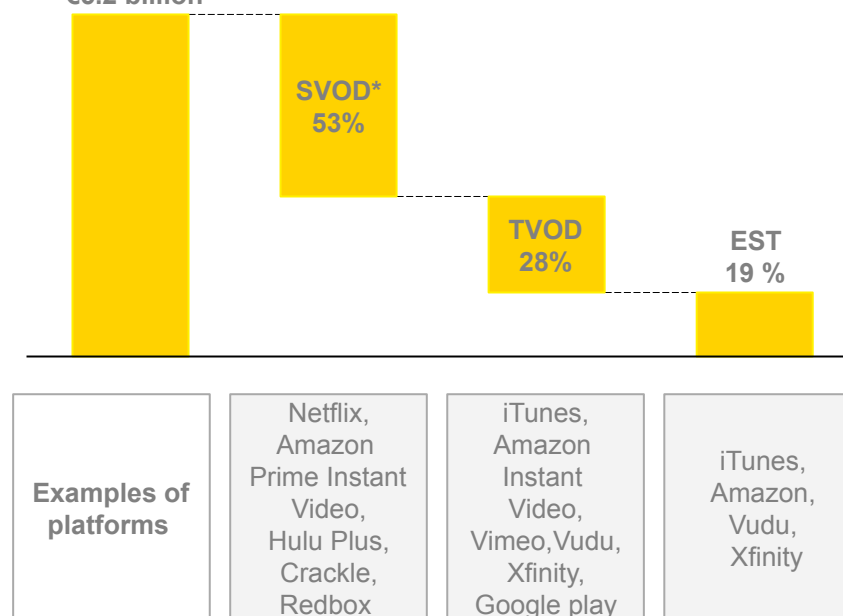 SVOD*
53%
TVOD
28%
EST
19 %
Examples of
platforms
Netflix,
Amazon
Prime Instant
Video,
Hulu Plus,
Crackle,
Redbox
iTunes,
Amazon
Instant
Video,
Vimeo,Vudu,
Xfinity,
Google play
iTunes,
Amazon,
Vudu,
Xfinity